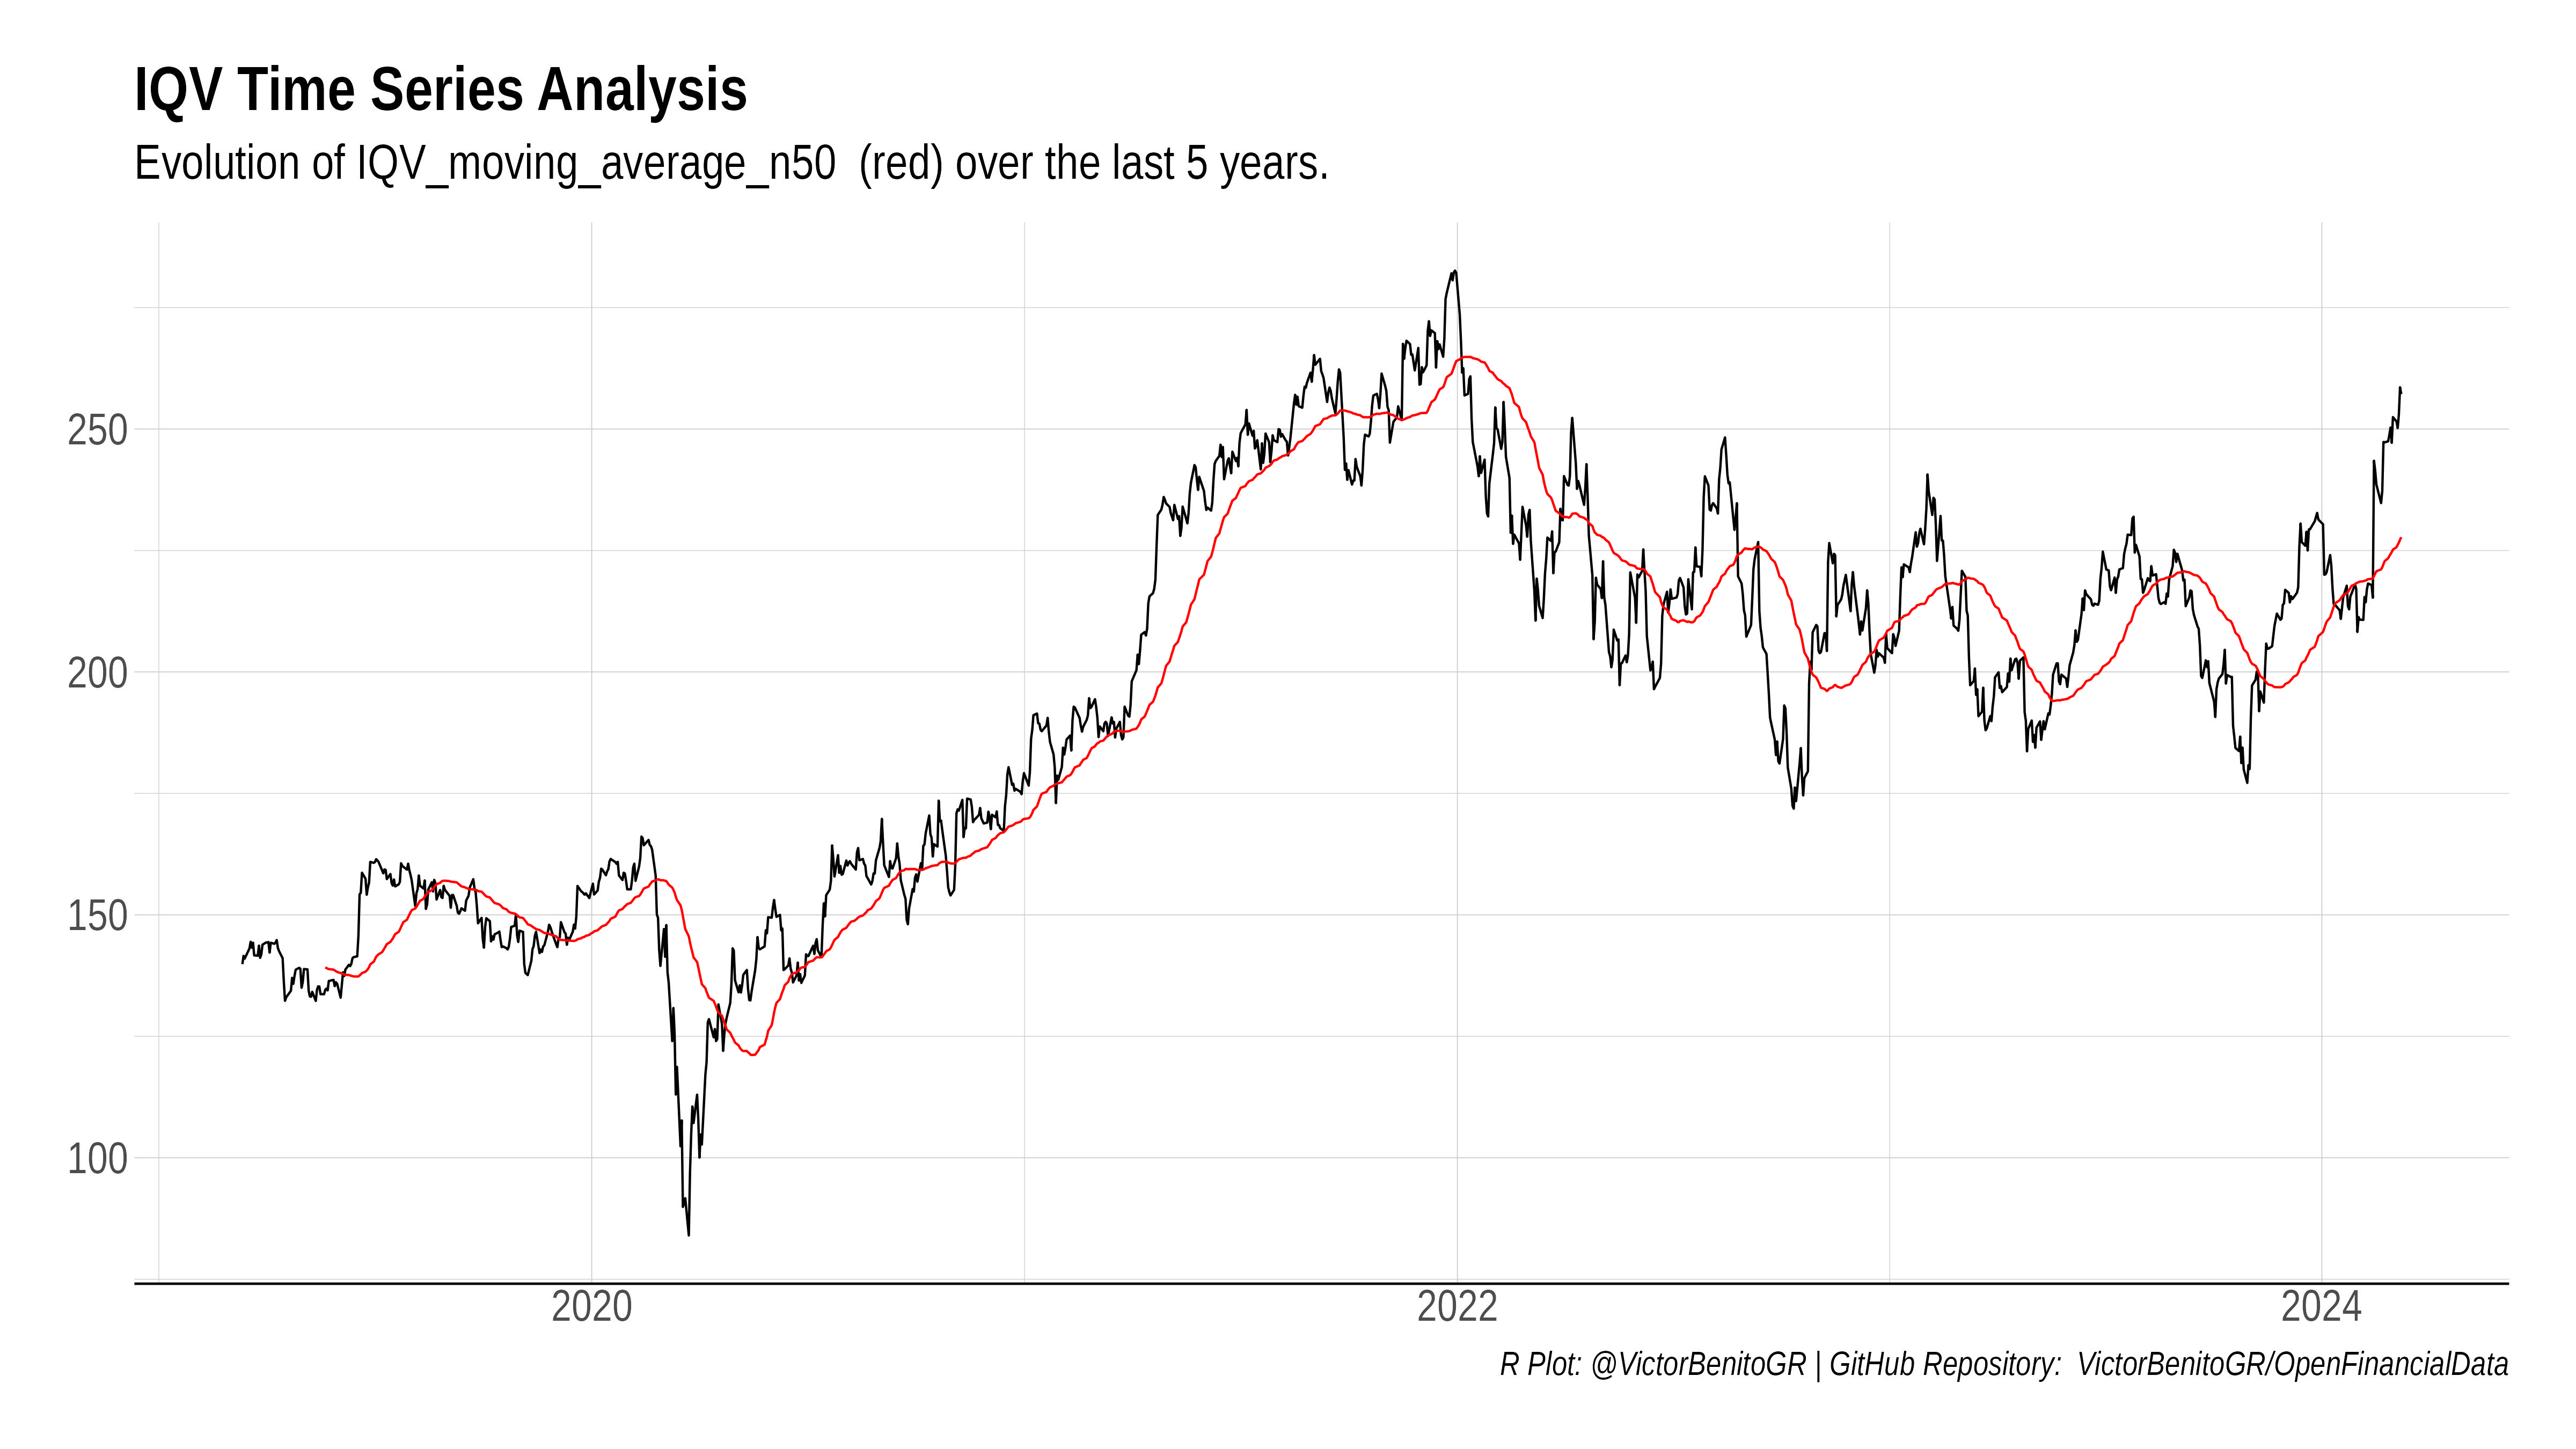 IQV Time Series Analysis
Evolution of IQV_moving_average_n50  (red) over the last 5 years.
250
200
150
100
2020 2022 2024
R Plot: @VictorBenitoGR | GitHub Repository:  VictorBenitoGR/OpenFinancialData